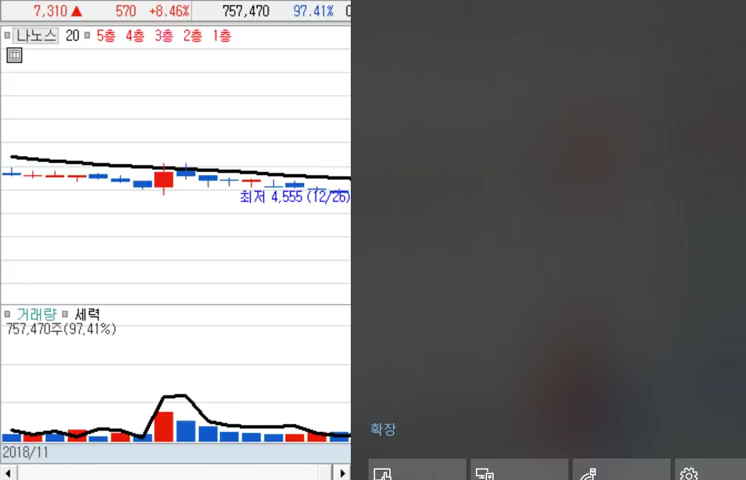 7,310 ▲ 570 +8.46% 757,470 97.41%
나노스 20 5층 4층 3층 2층 1층
최저 4,555 (12/26)
거래량 세력
757,470주(97,41%)
2018/11
확장